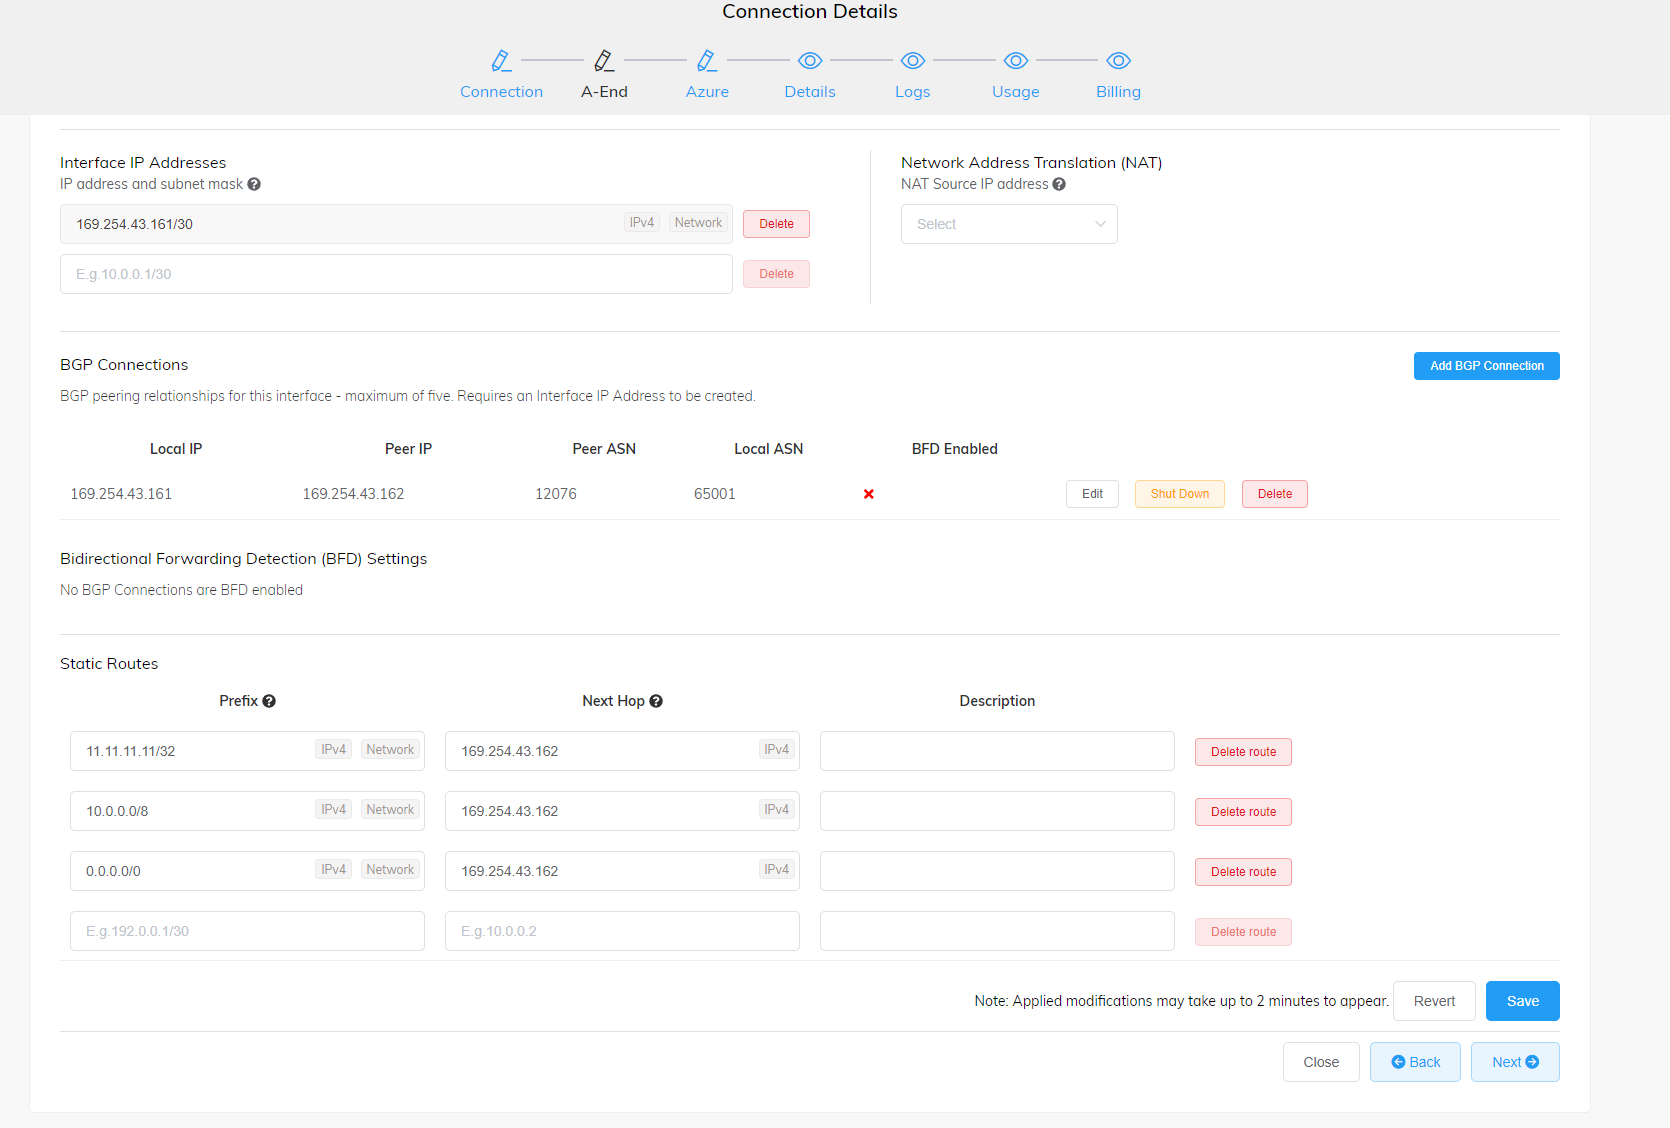 Connection Details
Connection A-End Azure Details Logs Usage Billing
Interface IP Addresses
IP address and subnet mask
169.254.43.161/30 IPv4 Network Delete
E.g.10.0.0.1/30 Delete
Network Address Translation (NAT)
NAT Source IP address
Select
BGP Connections
Add BGP Connection
BGP peering relationships for this interface - maximum of five. Requires an Interface IP Address to be created.
Local IP Peer IP Peer ASN Local ASN BFD Enabled
169.254.43.161 169.254.43.162 12076 65001 Edit Shut Down Delete
Bidirectional Forwarding Detection (BFD) Settings
No BGP Connections are BFD enabled
Static Routes
Prefix Next Hop Description
11.11.11.11/32 IPv4 Network 169.254.43.162 IPv4 Delete route
10.0.0.0/8 IPv4 Network 169.254.43.162 IPv4 Delete route
0.0.0.0/0 IPv4 Network 169.254.43.162 IPv4 Delete route
E.g.192.0.0.1/30 E.g.10.0.0.2 Delete route
Note: Applied modifications may take up to 2 minutes to appear. Revert Save
Close Back Next